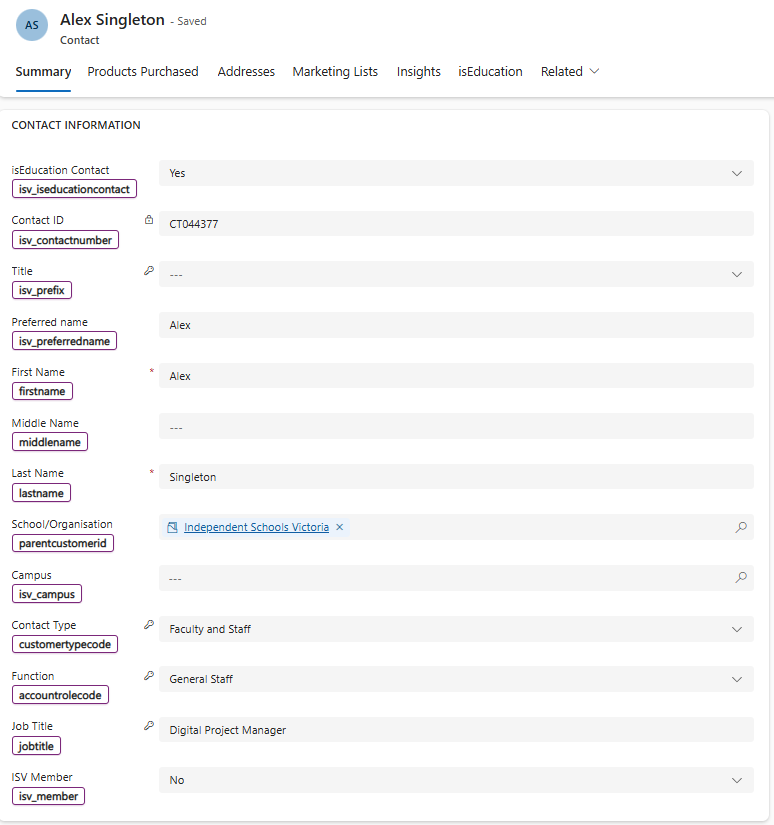 AS
Alex Singleton - Saved
Contact
Summary Products Purchased Addresses Marketing Lists Insights isEducation Related
CONTACT INFORMATION
isEducation Contact
isv_iseducationcontact
Yes
Contact ID
isv_contactnumber
CT044377
Title
isv_prefix
---
Preferred name
isv_preferredname
Alex
First Name *
firstname
Alex
Middle Name
middlename
---
Last Name *
lastname
Singleton
School/Organisation
parentcustomerid
Independent Schools Victoria
Campus
isv_campus
---
Contact Type
customertypecode
Faculty and Staff
Function
accountrolecode
General Staff
Job Title
jobtitle
Digital Project Manager
ISV Member
isv_member
No